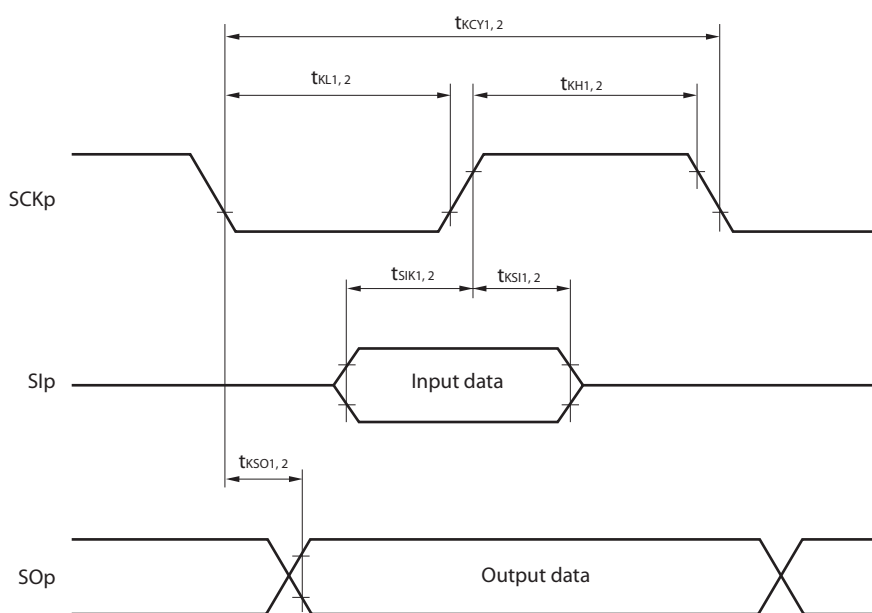 tKCY1, 2
tKL1, 2
tKH1, 2
SCKp
tSIK1, 2
tKSI1, 2
SIp
Input data
tKSO1, 2
SOp
Output data